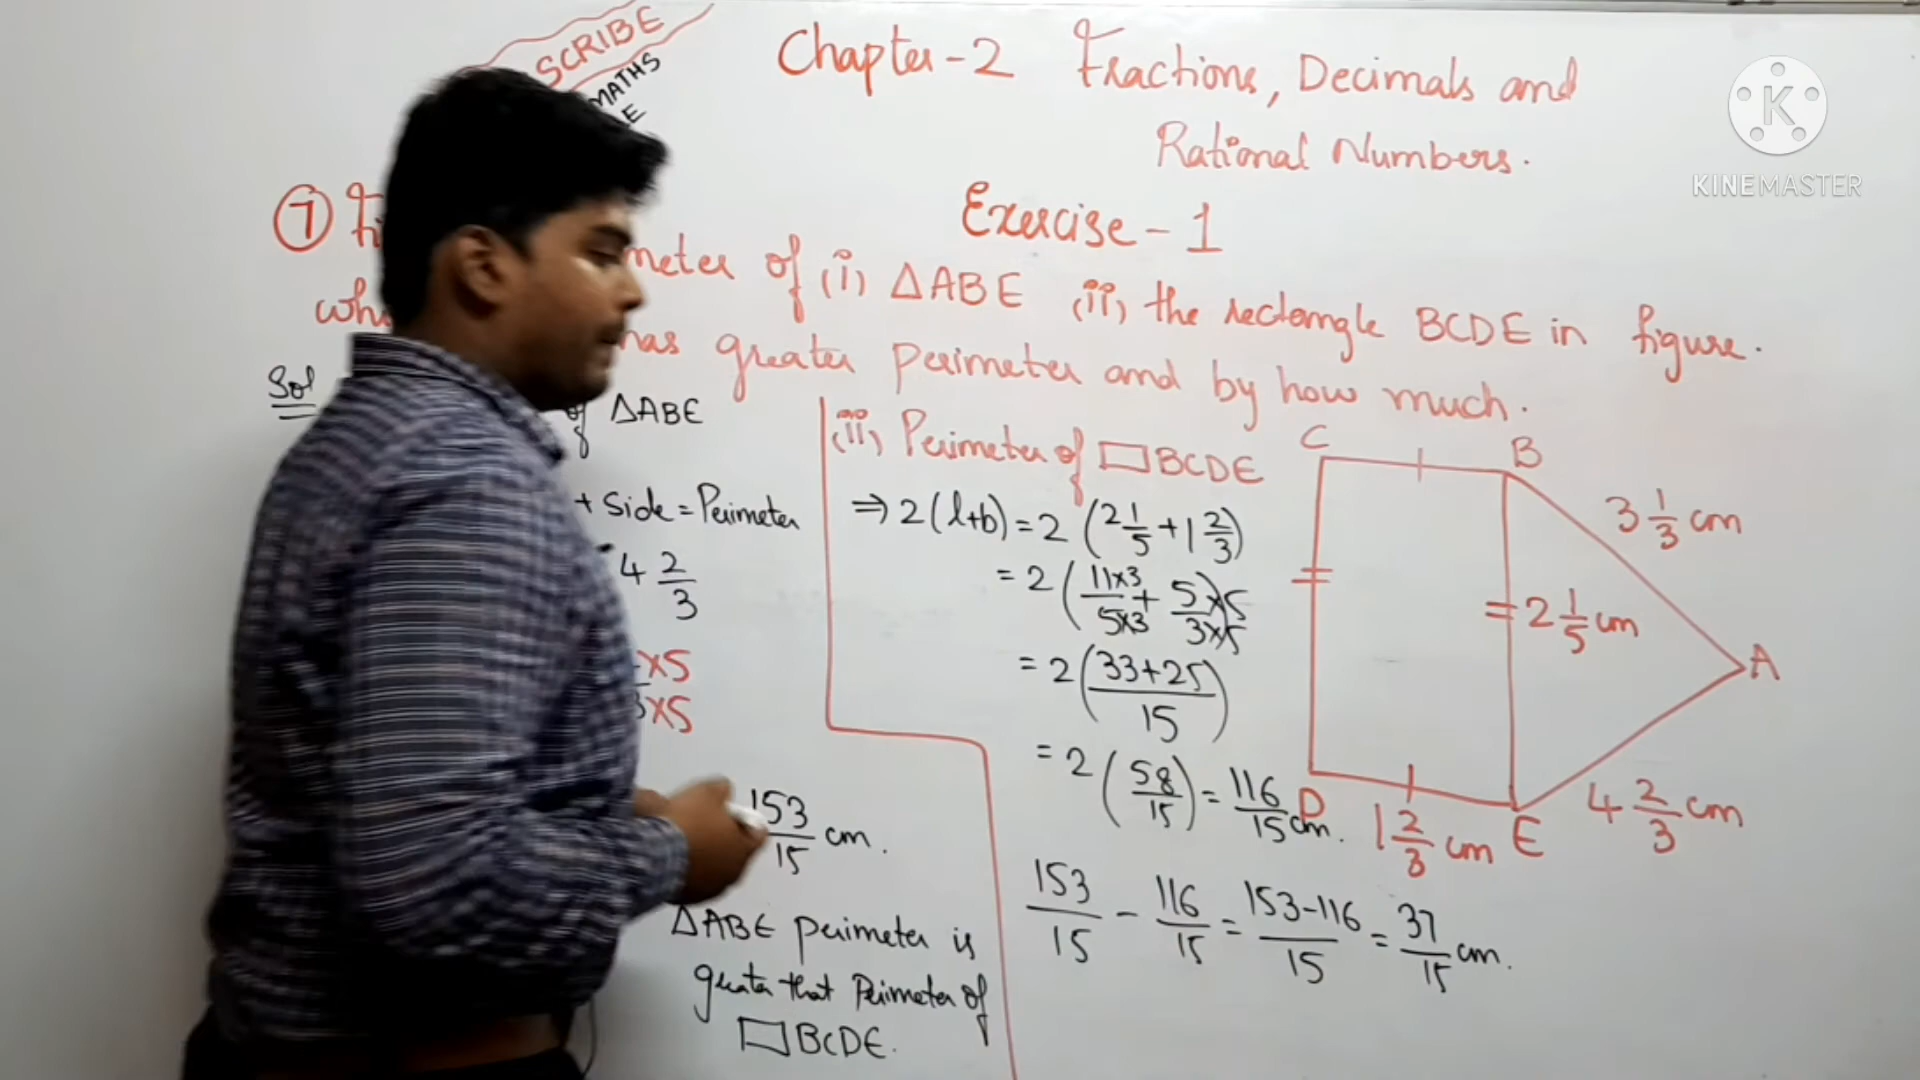 SCRIBE
MATHS
Chapter-2 Fractions, Decimals and
Rational Numbers.
KINEMASTER
Exercise-1
7
meter of (i) △ABE (ii) the rectangle BCDE in figure.
has greater perimeter and by how much.
Sol
of △ABE
+ side = Perimeter
4 2/3
×5
3×5
153/15 cm.
△ABE perimeter is
greater that Perimeter of
▭BCDE.
(ii) Perimeter of ▭BCDE
⇒ 2(l+b) = 2 (2 1/5 + 1 2/3)
= 2 (11×3/5×3 + 5×5/3×5)
= 2 (33+25/15)
= 2 (58/15) = 116/15 cm.
153/15 - 116/15 = 153-116/15 = 37/15 cm.
C
B
3 1/3 cm
2 1/5 cm
A
D
1 2/3 cm
E
4 2/3 cm